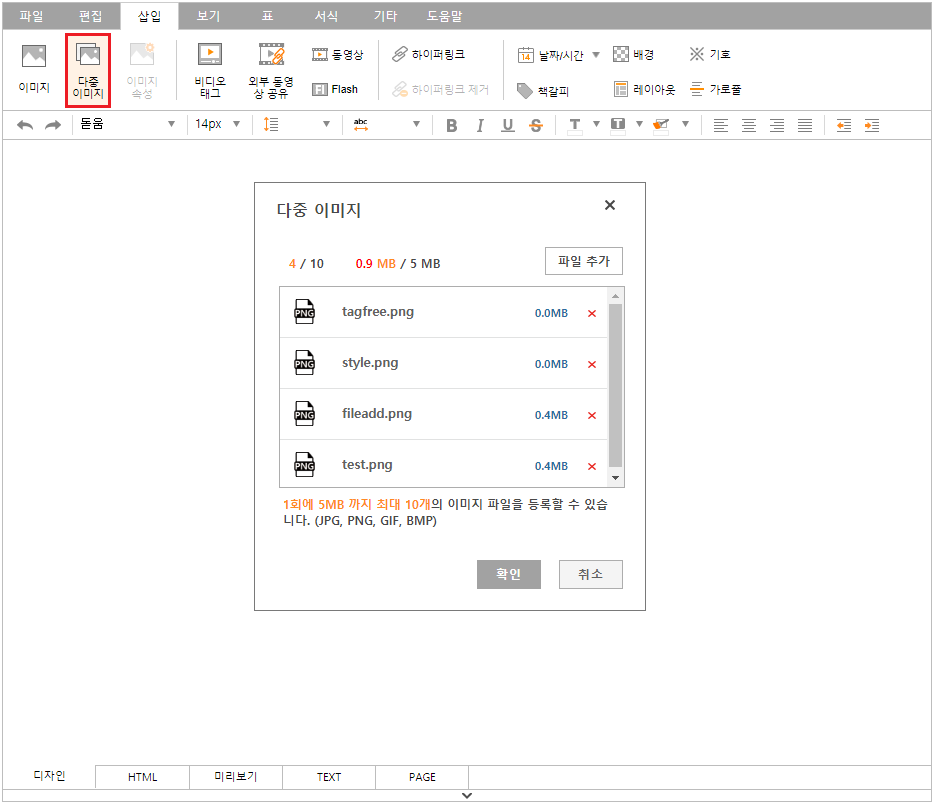 파일 편집 삽입 보기 표 서식 기타 도움말
이미지
다중
이미지
이미지
속성
비디오
태그
외부 동영
상 공유
동영상
Flash
하이퍼링크
하이퍼링크 제거
날짜/시간
책갈피
배경
레이아웃
기호
가로줄
돋움 14px abc
B I U S T T
다중 이미지
4 / 10 0.9 MB / 5 MB 파일 추가
PNG tagfree.png 0.0MB
PNG style.png 0.0MB
PNG fileadd.png 0.4MB
PNG test.png 0.4MB
1회에 5MB 까지 최대 10개의 이미지 파일을 등록할 수 있습
니다. (JPG, PNG, GIF, BMP)
확인 취소
디자인 HTML 미리보기 TEXT PAGE